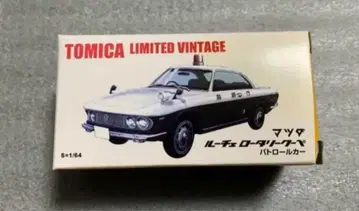 TOMICA LIMITED VINTAGE
マツダ
ルーチェ ロータリークーペ
パトロールカー
S=1/64